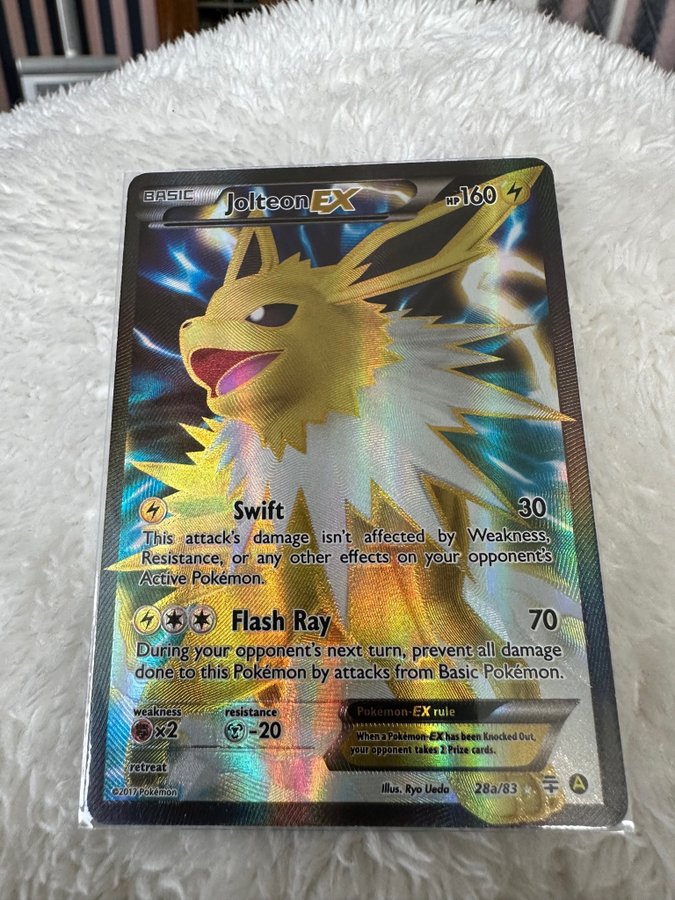 BASIC JolteonEX HP160
Swift 30
This attack's damage isn't affected by Weakness,
Resistance, or any other effects on your opponent's
Active Pokémon.
Flash Ray 70
During your opponent's next turn, prevent all damage
done to this Pokémon by attacks from Basic Pokémon.
weakness resistance
×2 -20
retreat
Pokémon-EX rule
When a Pokémon-EX has been Knocked Out,
your opponent takes 2 Prize cards.
©2017 Pokémon Illus. Ryo Ueda 28a/83 A